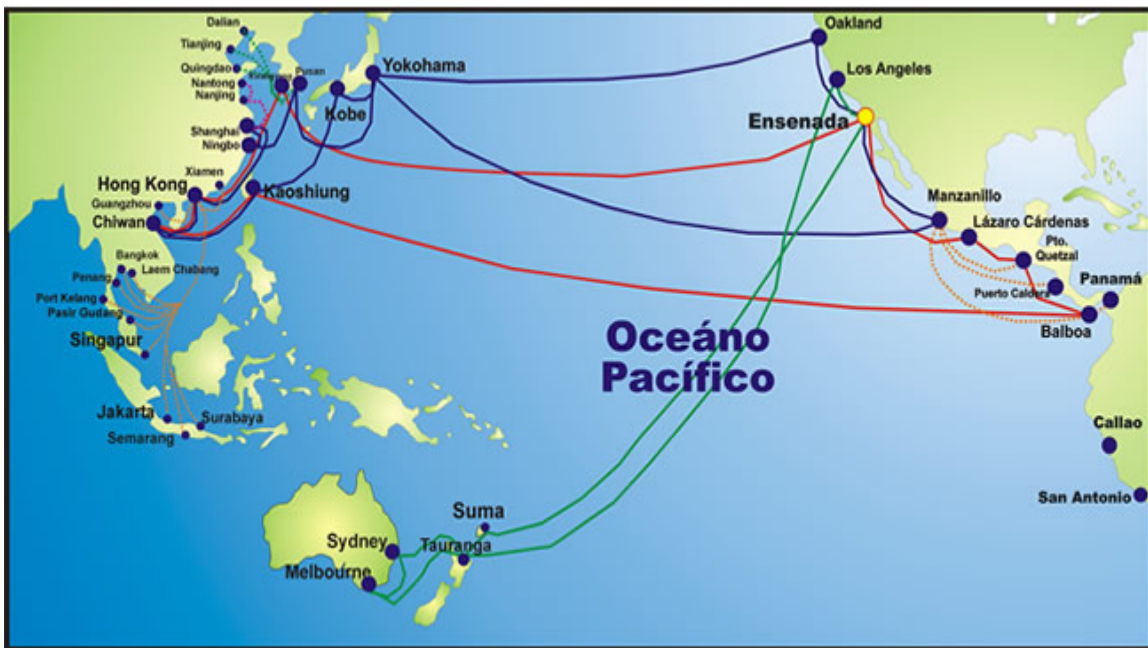 Dalian
Tianjing
Quingdao
Nantong
Nanjing
Pusan
Yokohama
Kobe
Shanghai
Ningbo
Xiamen
Hong Kong
Guangzhou
Chiwan
Kaoshiung
Bangkok
Laem Chabang
Penang
Port Kelang
Pasir Gudang
Singapur
Jakarta
Surabaya
Semarang
Oakland
Los Angeles
Ensenada
Manzanillo
Lázaro Cárdenas
Pto.
Quetzal
Puerto Caldera
Panamá
Balboa
Oceáno
Pacífico
Callao
San Antonio
Suma
Sydney
Tauranga
Melbourne